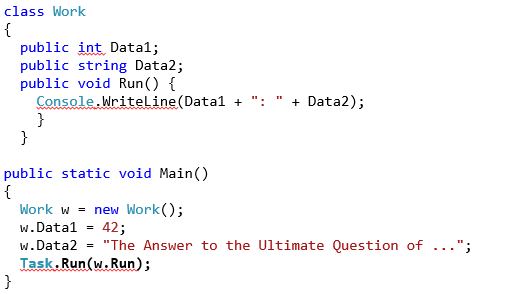 class Work
{
public int Data1;
public string Data2;
public void Run() {
Console.WriteLine(Data1 + ": " + Data2);
}
}
public static void Main()
{
Work w = new Work();
w.Data1 = 42;
w.Data2 = "The Answer to the Ultimate Question of ...";
Task.Run(w.Run);
}